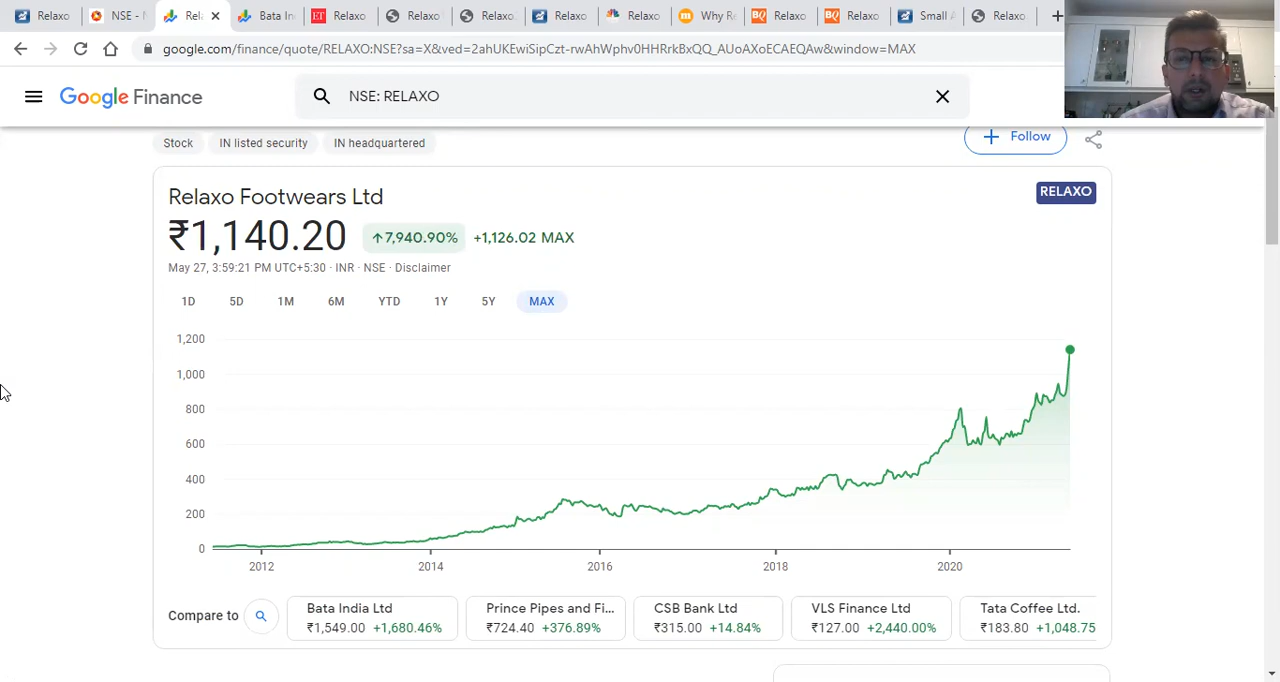 Relaxo
NSE - N
Rel
Bata In
Relaxo
Relaxo
Relaxo
Relaxo
Relaxo
Why Re
Relaxo
Relaxo
Small A
Relaxo
google.com/finance/quote/RELAXO:NSE?sa=X&ved=2ahUKEwiSipCzt-rwAhWphv0HHRrkBxQQ_AUoAXoECAEQAw&window=MAX
Google Finance
NSE: RELAXO
Stock
IN listed security
IN headquartered
Follow
Relaxo Footwears Ltd
RELAXO
₹1,140.20 ↑7,940.90% +1,126.02 MAX
May 27, 3:59:21 PM UTC+5:30 · INR · NSE · Disclaimer
1D 5D 1M 6M YTD 1Y 5Y MAX
1,200
1,000
800
600
400
200
0
2012 2014 2016 2018 2020
Compare to
Bata India Ltd
₹1,549.00 +1,680.46%
Prince Pipes and Fi...
₹724.40 +376.89%
CSB Bank Ltd
₹315.00 +14.84%
VLS Finance Ltd
₹127.00 +2,440.00%
Tata Coffee Ltd.
₹183.80 +1,048.75